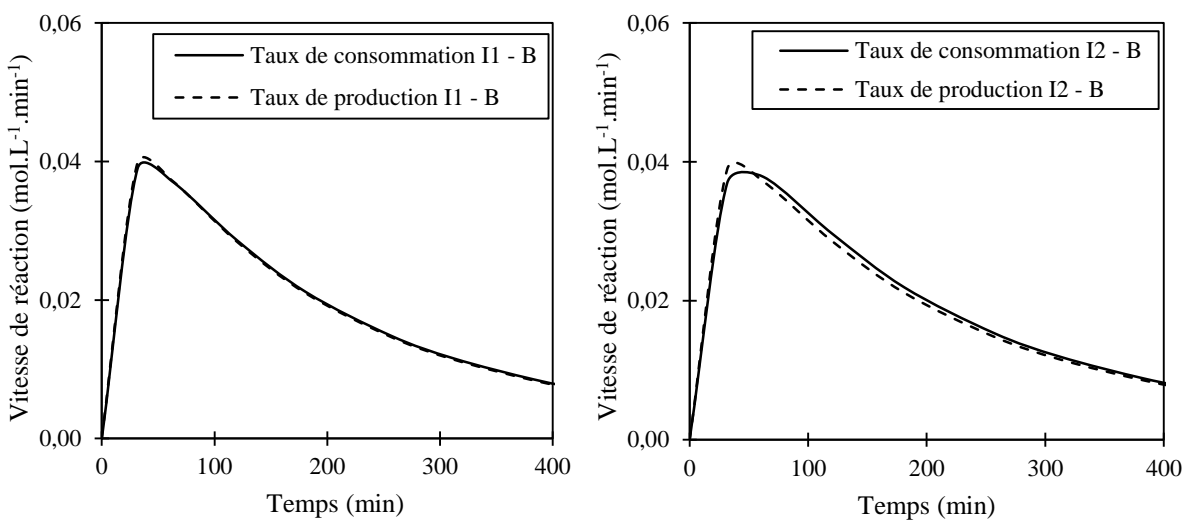 Vitesse de réaction (mol.L-1.min-1)
0,06
0,04
0,02
0,00
Taux de consommation I1 - B
Taux de production I1 - B
0
100
200
300
400
Temps (min)
Vitesse de réaction (mol.L-1.min-1)
0,06
0,04
0,02
0,00
Taux de consommation I2 - B
Taux de production I2 - B
0
100
200
300
400
Temps (min)